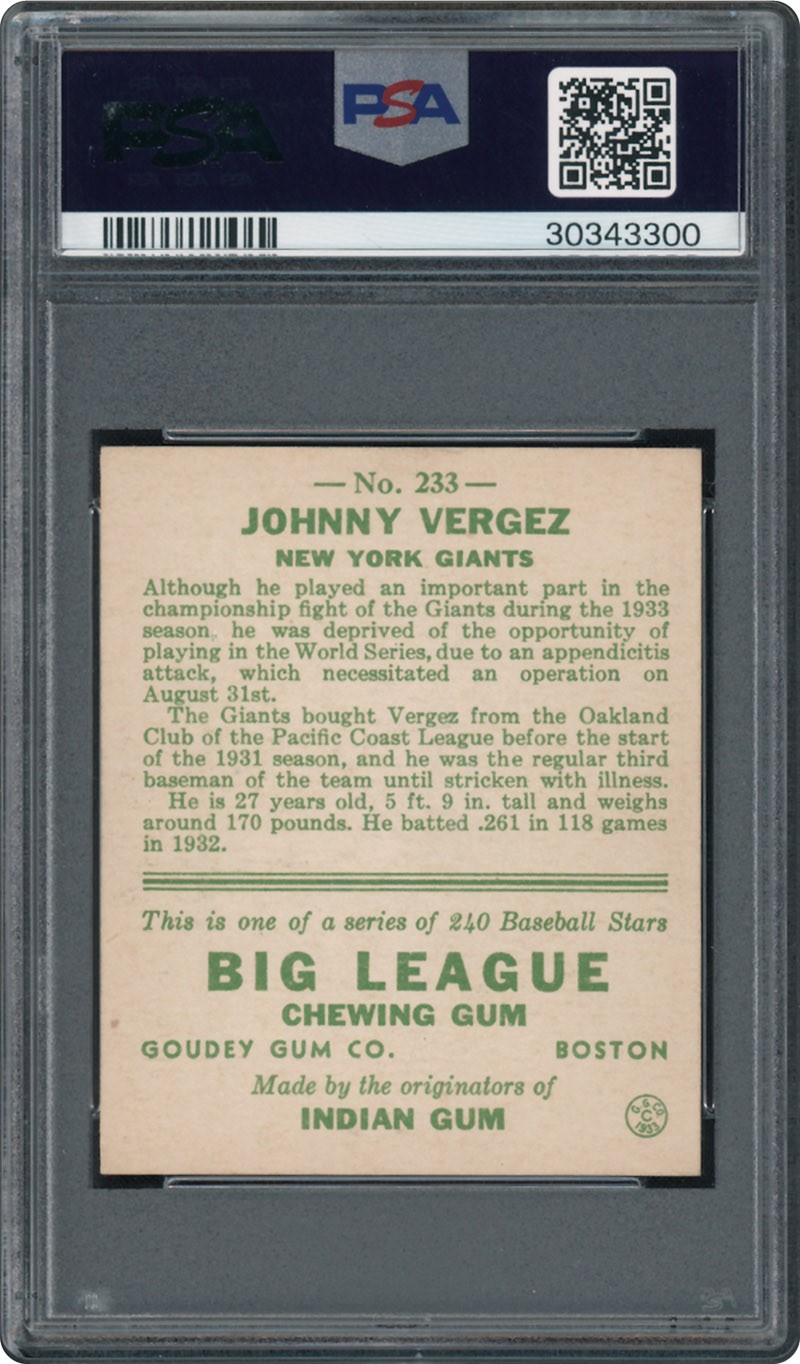 PSA
PSA
30343300
— No. 233 —
JOHNNY VERGEZ
NEW YORK GIANTS
Although he played an important part in the
championship fight of the Giants during the 1933
season, he was deprived of the opportunity of
playing in the World Series, due to an appendicitis
attack, which necessitated an operation on
August 31st.
The Giants bought Vergez from the Oakland
Club of the Pacific Coast League before the start
of the 1931 season, and he was the regular third
baseman of the team until stricken with illness.
He is 27 years old, 5 ft. 9 in. tall and weighs
around 170 pounds. He batted .261 in 118 games
in 1932.
This is one of a series of 240 Baseball Stars
BIG LEAGUE
CHEWING GUM
GOUDEY GUM CO. BOSTON
Made by the originators of
INDIAN GUM
G. G. CO.
C
1933